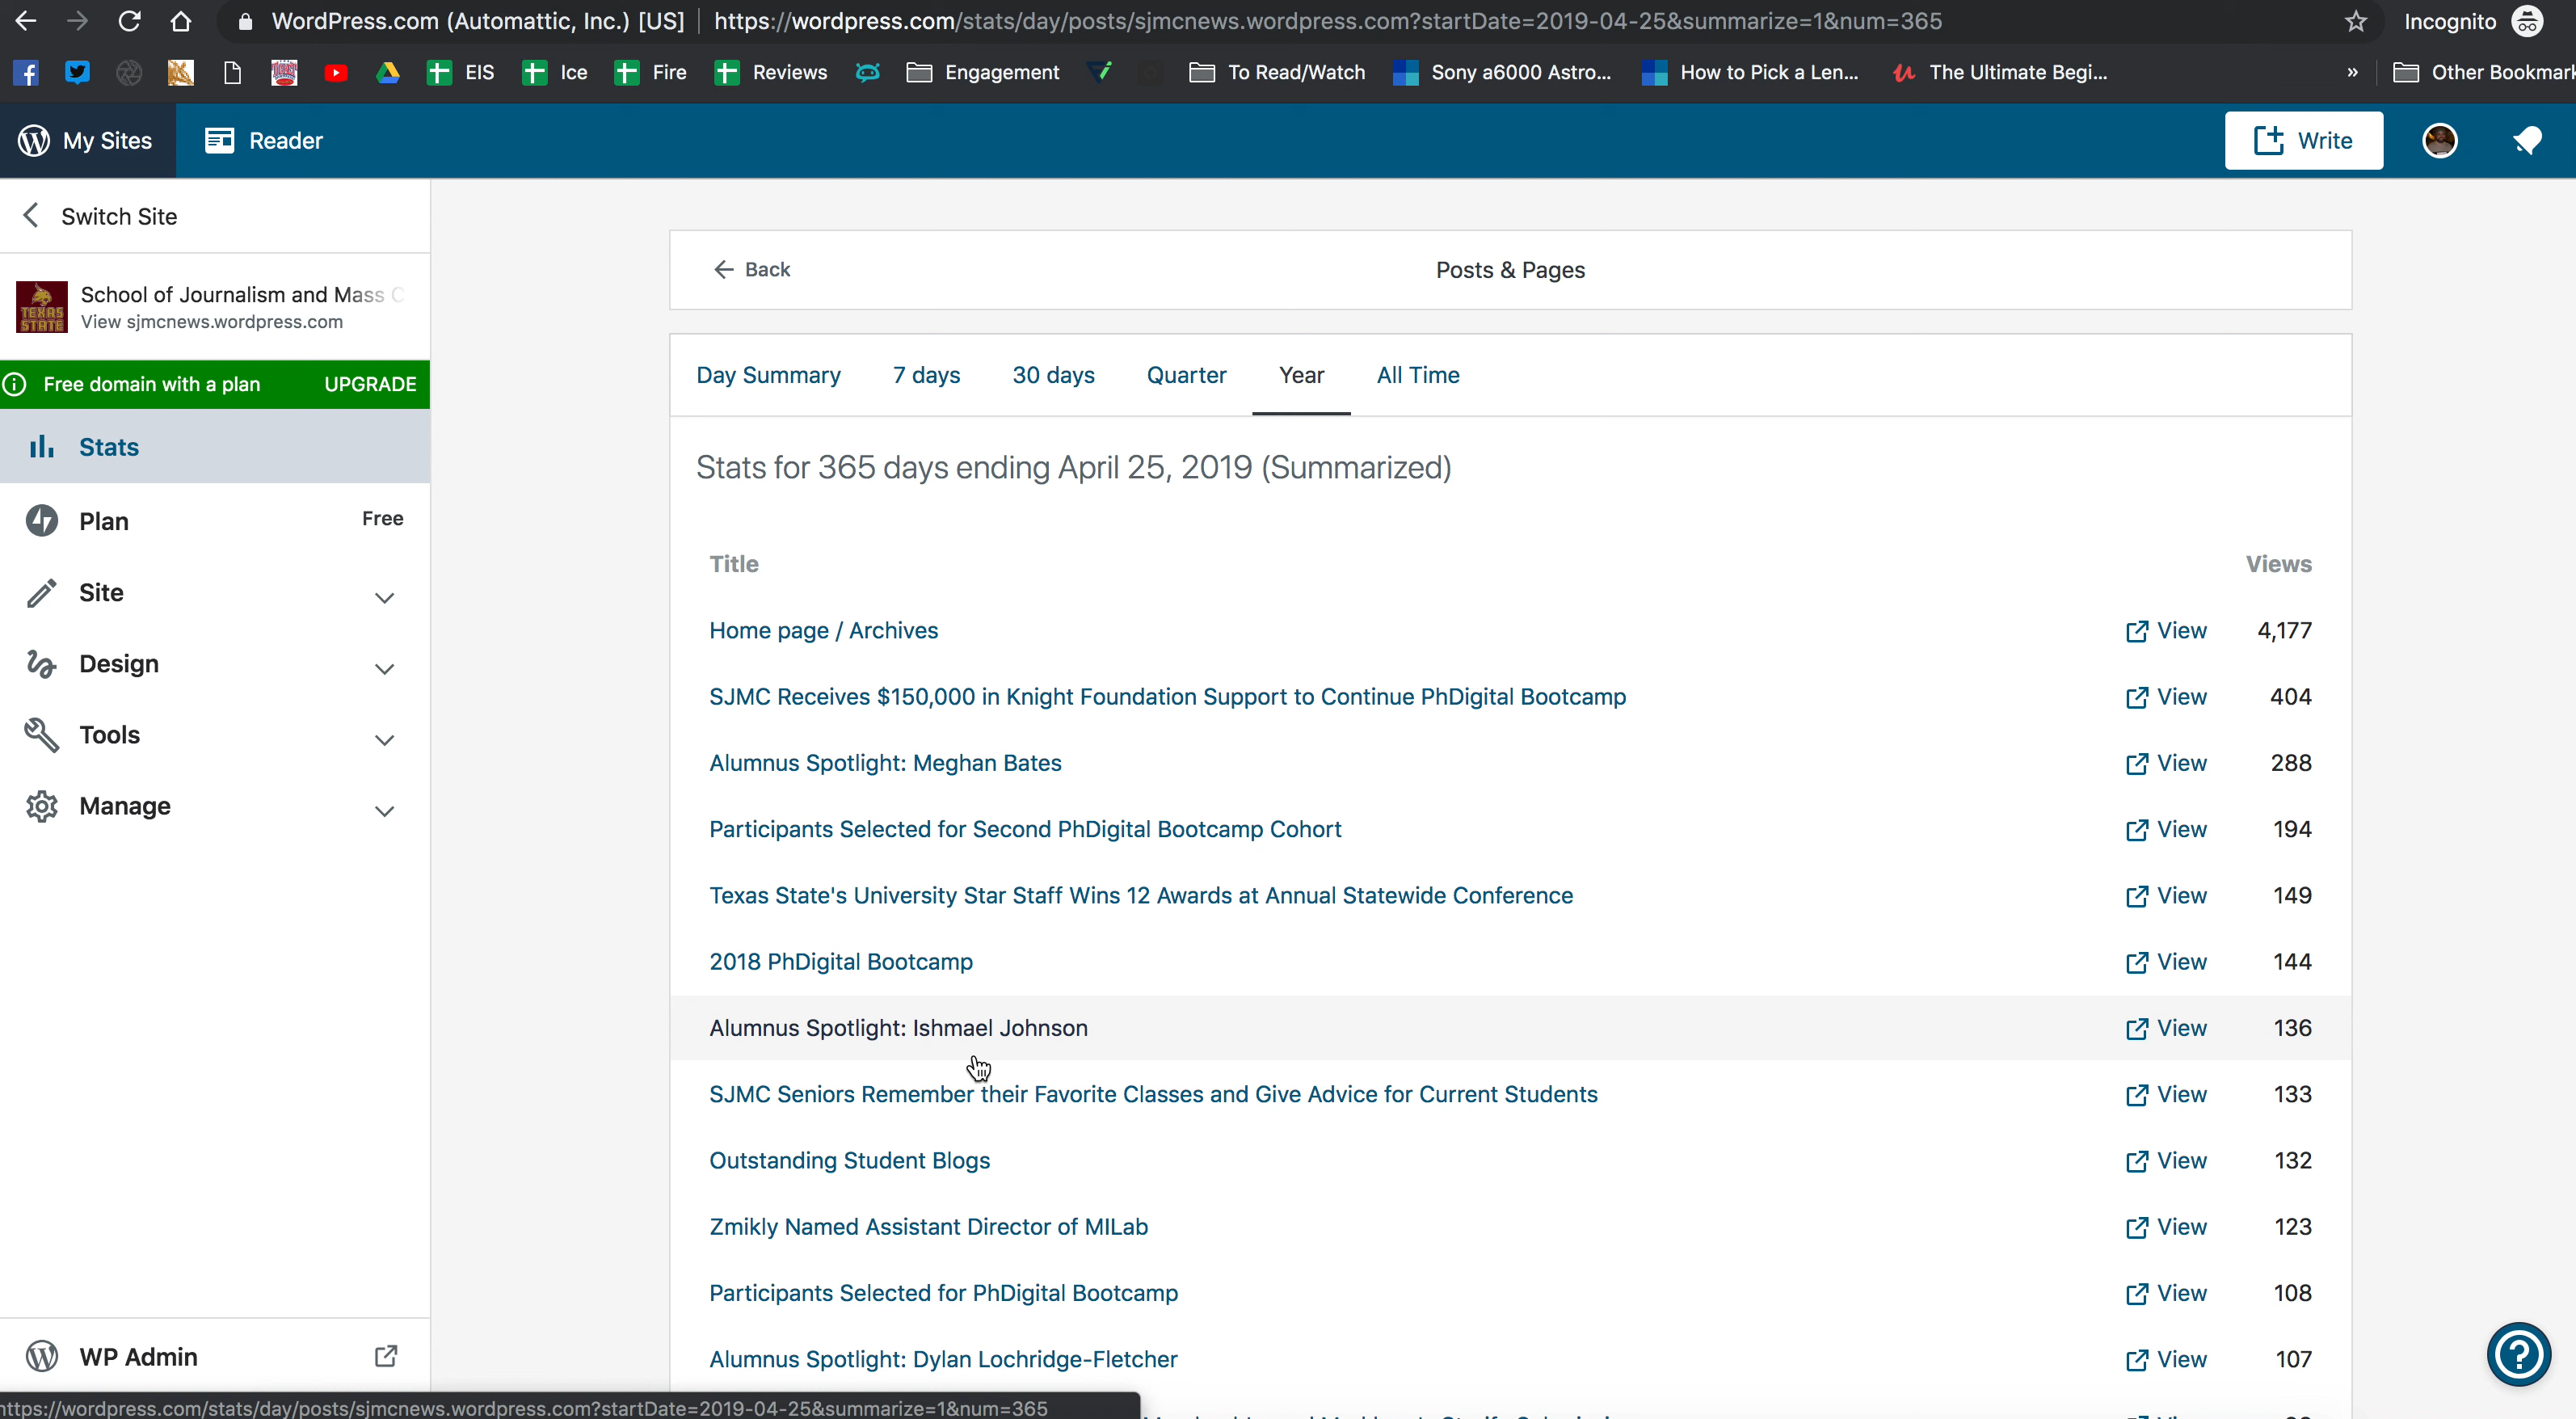 WordPress.com (Automattic, Inc.) [US] https://wordpress.com/stats/day/posts/sjmcnews.wordpress.com?startDate=2019-04-25&summarize=1&num=365 Incognito
EIS Ice Fire Reviews Engagement To Read/Watch Sony a6000 Astro... How to Pick a Len... The Ultimate Begi... » Other
My Sites Reader Write
Switch Site
School of Journalism and Mass
TEXAS STATE
View sjmcnews.wordpress.com
Free domain with a plan UPGRADE
Stats
Plan Free
Site
Design
Tools
Manage
WP Admin
Back Posts & Pages
Day Summary 7 days 30 days Quarter Year All Time
Stats for 365 days ending April 25, 2019 (Summarized)
Title Views
Home page / Archives View 4,177
SJMC Receives $150,000 in Knight Foundation Support to Continue PhDigital Bootcamp View 404
Alumnus Spotlight: Meghan Bates View 288
Participants Selected for Second PhDigital Bootcamp Cohort View 194
Texas State's University Star Staff Wins 12 Awards at Annual Statewide Conference View 149
2018 PhDigital Bootcamp View 144
Alumnus Spotlight: Ishmael Johnson View 136
SJMC Seniors Remember their Favorite Classes and Give Advice for Current Students View 133
Outstanding Student Blogs View 132
Zmikly Named Assistant Director of MILab View 123
Participants Selected for PhDigital Bootcamp View 108
Alumnus Spotlight: Dylan Lochridge-Fletcher View 107
https://wordpress.com/stats/day/posts/sjmcnews.wordpress.com?startDate=2019-04-25&summarize=1&num=365